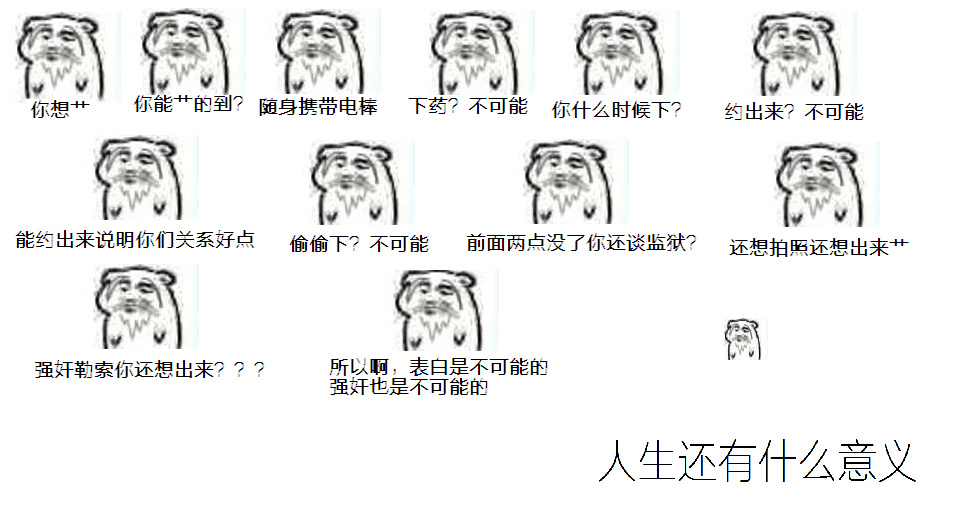 你想艹
你能艹的到?
随身携带电棒
下药? 不可能
你什么时候下?
约出来? 不可能
能约出来说明你们关系好点
偷偷下? 不可能
前面两点没了你还谈监狱?
还想拍照还想出来艹
强奸勒索你还想出来? ? ?
所以啊，表白是不可能的
强奸也是不可能的
人生还有什么意义